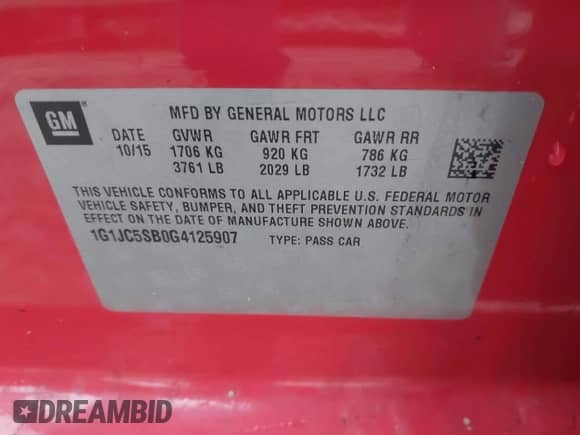 GM ®
MFD BY GENERAL MOTORS LLC
DATE GVWR GAWR FRT GAWR RR
10/15 1706 KG 920 KG 786 KG
3761 LB 2029 LB 1732 LB
THIS VEHICLE CONFORMS TO ALL APPLICABLE U.S. FEDERAL MOTOR
VEHICLE SAFETY, BUMPER, AND THEFT PREVENTION STANDARDS IN
EFFECT ON THE DATE OF MANUFACTURE SHOWN ABOVE.
1G1JC5SB0G4125907 TYPE: PASS CAR
DREAMBID